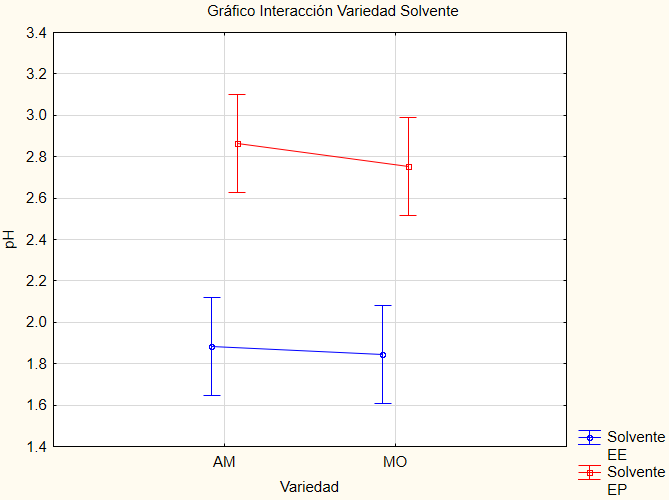 Gráfico Interacción Variedad Solvente
3.4
3.2
3.0
2.8
2.6
2.4
2.2
2.0
1.8
1.6
1.4
pH
AM MO
Variedad
Solvente
EE
Solvente
EP